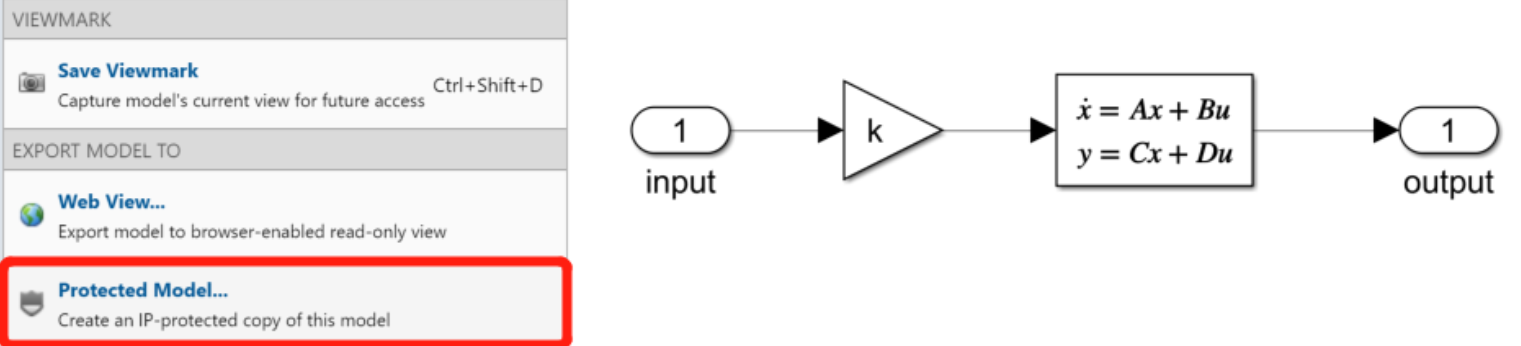 VIEWMARK
Save Viewmark
Ctrl+Shift+D
Capture model's current view for future access
EXPORT MODEL TO
Web View...
Export model to browser-enabled read-only view
Protected Model...
Create an IP-protected copy of this model
1
input
k
ẋ = Ax + Bu
y = Cx + Du
1
output